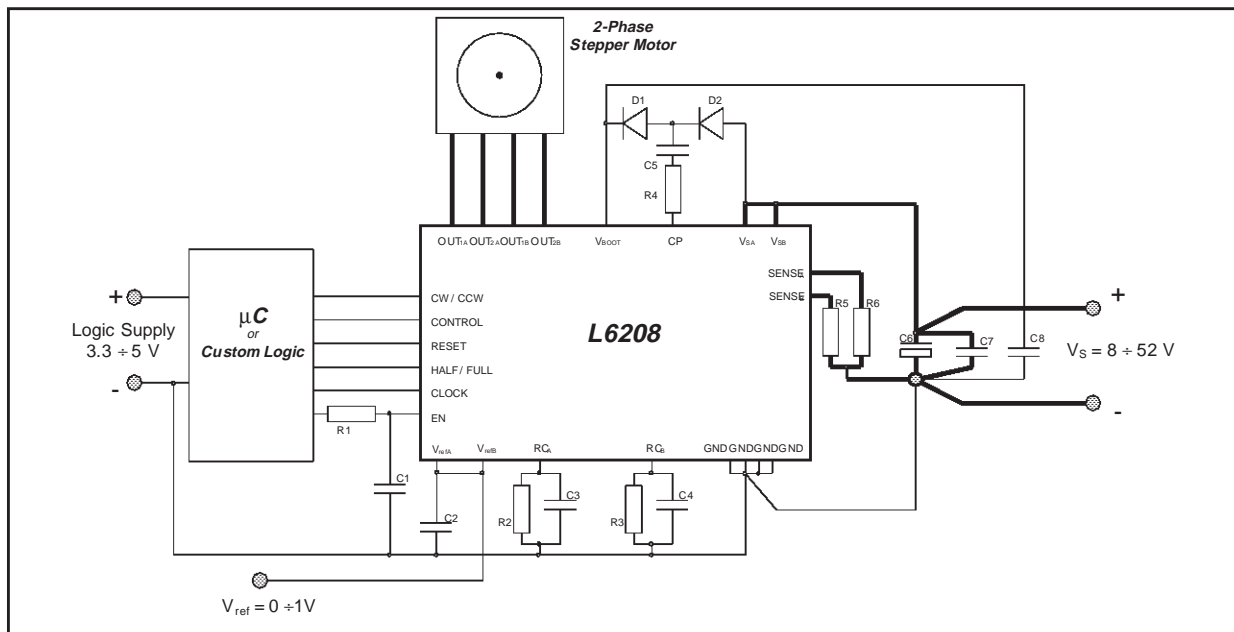 2-Phase
Stepper Motor
D1
D2
C5
R4
OUT1A OUT2A OUT1B OUT2B
VBOOT
CP
VSA
VSB
SENSE
SENSE
R5
R6
CW / CCW
CONTROL
RESET
HALF / FULL
CLOCK
EN
L6208
μC
or
Custom Logic
+
Logic Supply
3.3 ÷ 5 V
-
C6
C7
C8
+
VS = 8 ÷ 52 V
-
R1
VrefA
VrefB
RCA
RCB
GND GND GND GND
C1
C2
R2
C3
R3
C4
Vref = 0 ÷ 1V